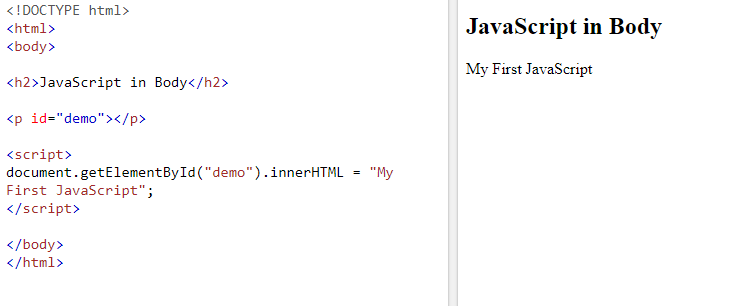 <!DOCTYPE html>
<html>
<body>
<h2>JavaScript in Body</h2>
<p id="demo"></p>
<script>
document.getElementById("demo").innerHTML = "My
First JavaScript";
</script>
</body>
</html>
JavaScript in Body
My First JavaScript